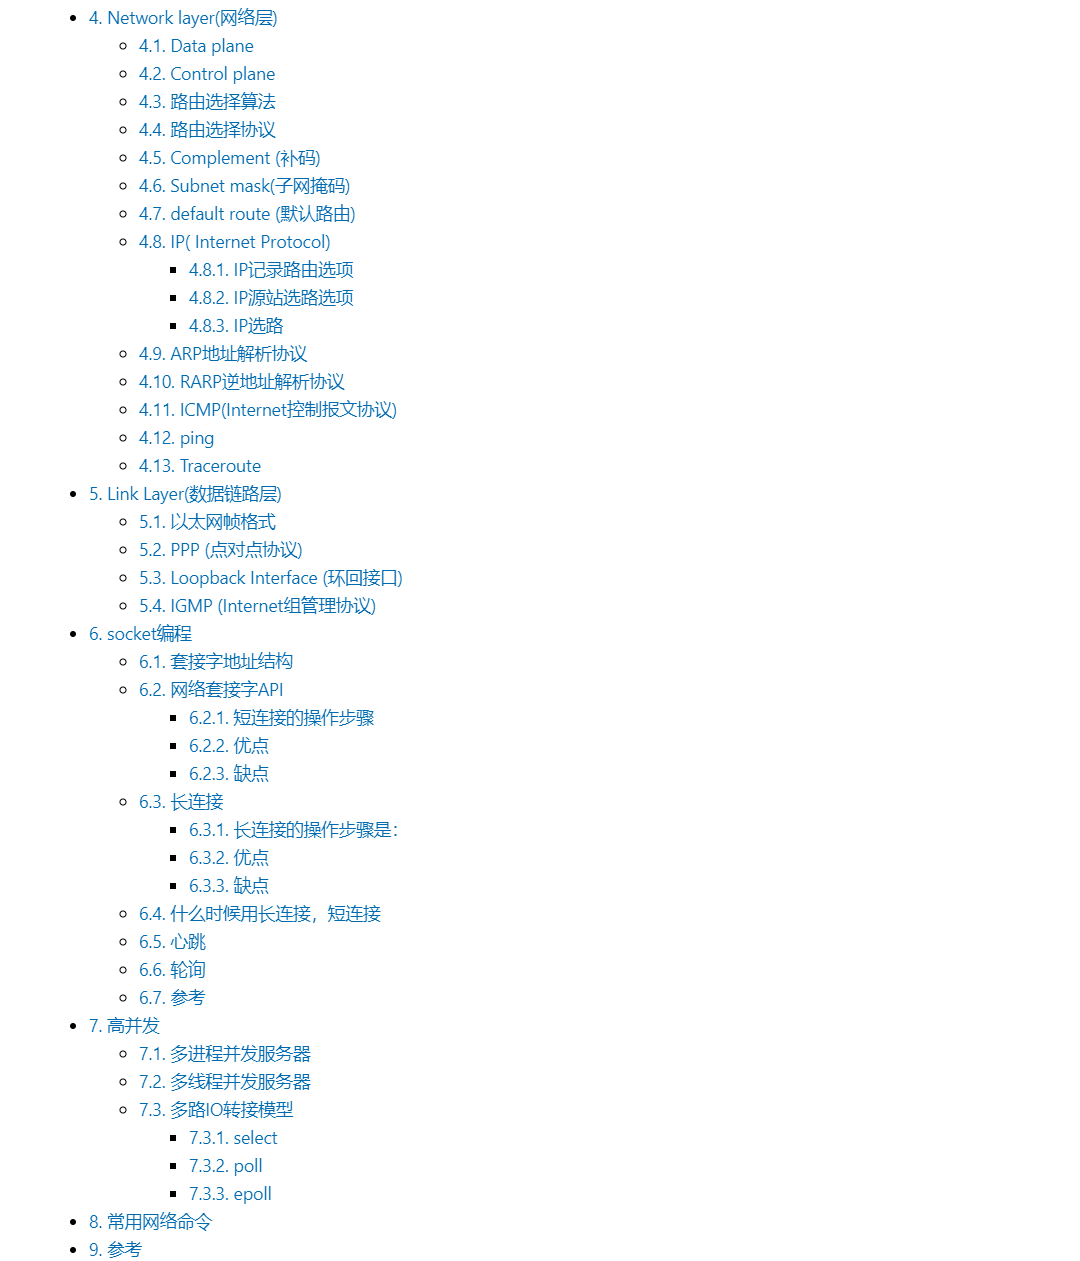 4. Network layer(网络层)
4.1. Data plane
4.2. Control plane
4.3. 路由选择算法
4.4. 路由选择协议
4.5. Complement (补码)
4.6. Subnet mask(子网掩码)
4.7. default route (默认路由)
4.8. IP( Internet Protocol)
4.8.1. IP记录路由选项
4.8.2. IP源站选路选项
4.8.3. IP选路
4.9. ARP地址解析协议
4.10. RARP逆地址解析协议
4.11. ICMP(Internet控制报文协议)
4.12. ping
4.13. Traceroute
5. Link Layer(数据链路层)
5.1. 以太网帧格式
5.2. PPP (点对点协议)
5.3. Loopback Interface (环回接口)
5.4. IGMP (Internet组管理协议)
6. socket编程
6.1. 套接字地址结构
6.2. 网络套接字API
6.2.1. 短连接的操作步骤
6.2.2. 优点
6.2.3. 缺点
6.3. 长连接
6.3.1. 长连接的操作步骤是：
6.3.2. 优点
6.3.3. 缺点
6.4. 什么时候用长连接，短连接
6.5. 心跳
6.6. 轮询
6.7. 参考
7. 高并发
7.1. 多进程并发服务器
7.2. 多线程并发服务器
7.3. 多路IO转接模型
7.3.1. select
7.3.2. poll
7.3.3. epoll
8. 常用网络命令
9. 参考